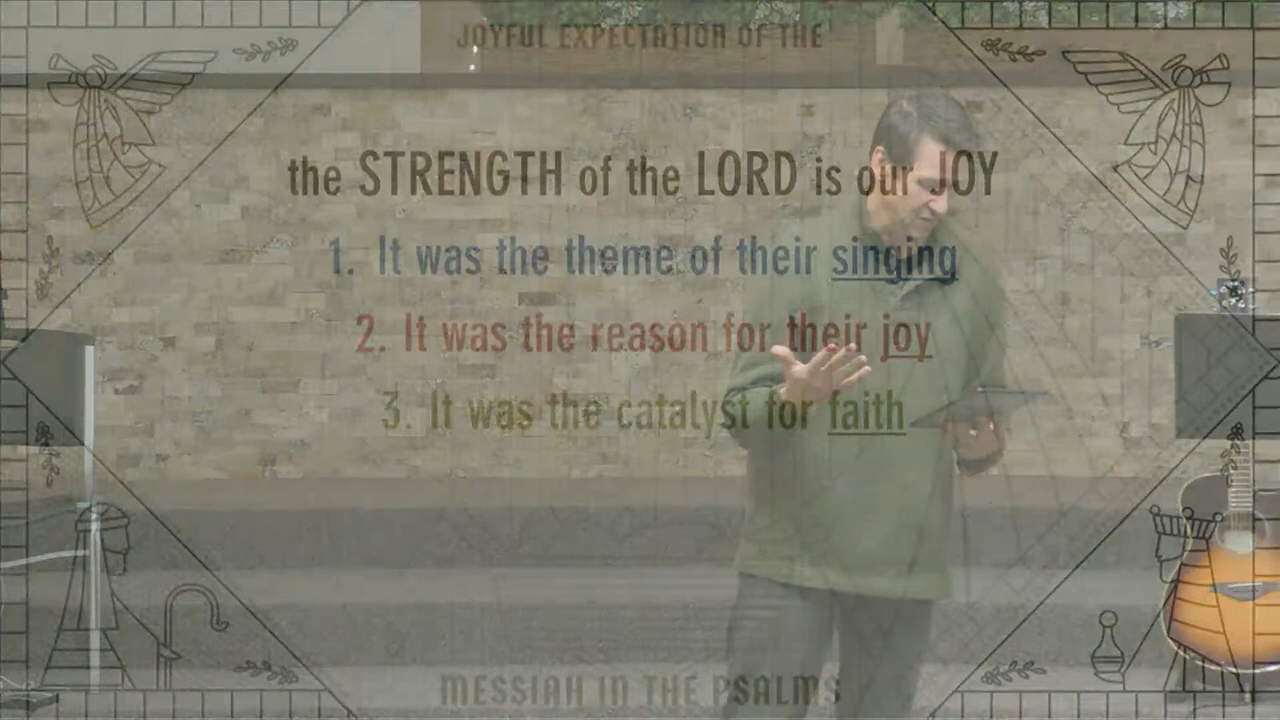 JOYFUL EXPECTATION OF THE
the STRENGTH of the LORD is our JOY
1. It was the theme of their singing
2. It was the reason for their joy
3. It was the catalyst for faith
MESSIAH IN THE PSALMS